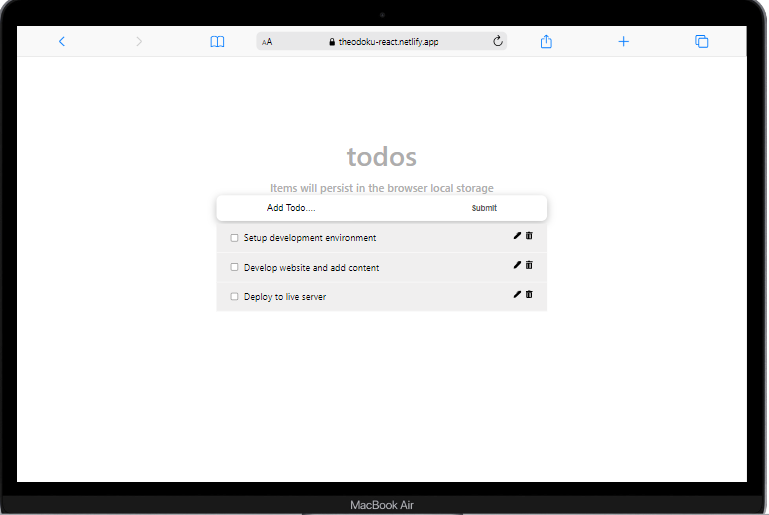 AA theodoku-react.netlify.app
todos
Items will persist in the browser local storage
Add Todo.... Submit
Setup development environment
Develop website and add content
Deploy to live server
MacBook Air